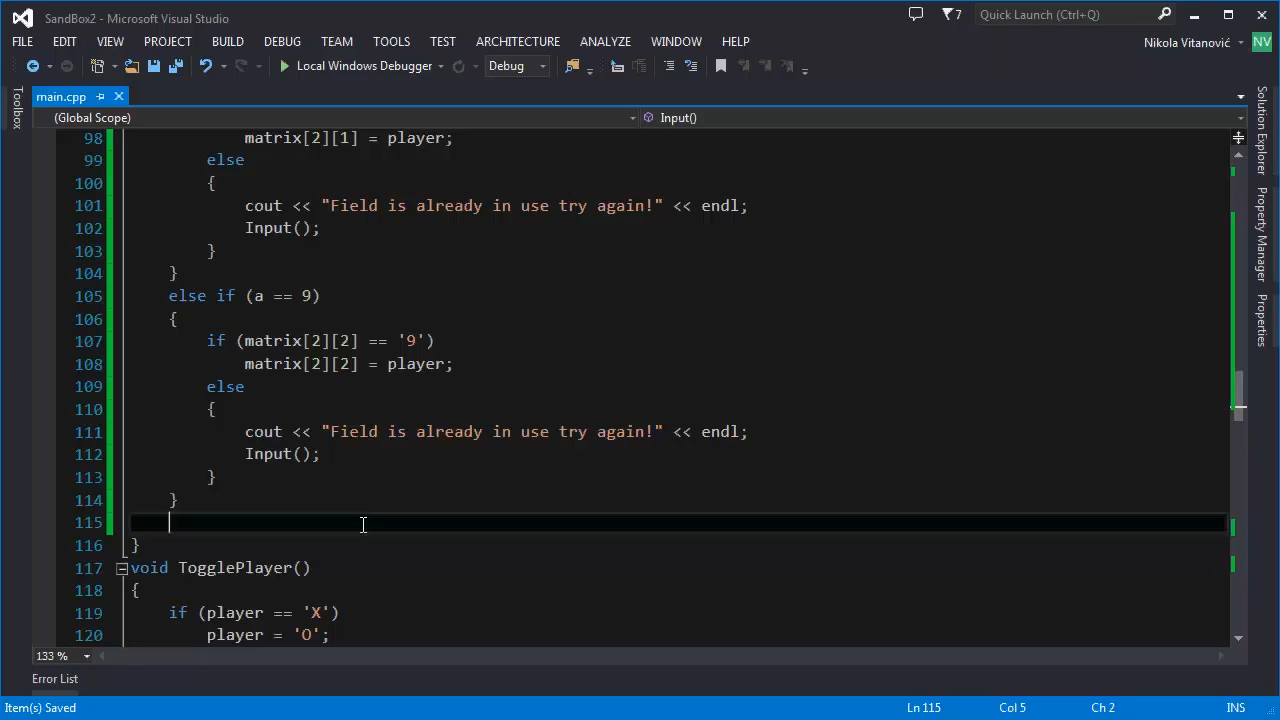 SandBox2 - Microsoft Visual Studio
7
Quick Launch (Ctrl+Q)
FILE EDIT VIEW PROJECT BUILD DEBUG TEAM TOOLS TEST ARCHITECTURE ANALYZE WINDOW HELP
Nikola Vitanović NV
Local Windows Debugger Debug
Toolbox
main.cpp
(Global Scope) Input()
98 matrix[2][1] = player;
99 else
100 {
101 cout << "Field is already in use try again!" << endl;
102 Input();
103 }
104 }
105 else if (a == 9)
106 {
107 if (matrix[2][2] == '9')
108 matrix[2][2] = player;
109 else
110 {
111 cout << "Field is already in use try again!" << endl;
112 Input();
113 }
114 }
115
116 }
117 void TogglePlayer()
118 {
119 if (player == 'X')
120 player = 'O';
Solution Explorer
Property Manager
Properties
133 %
Error List
Item(s) Saved Ln 115 Col 5 Ch 2 INS